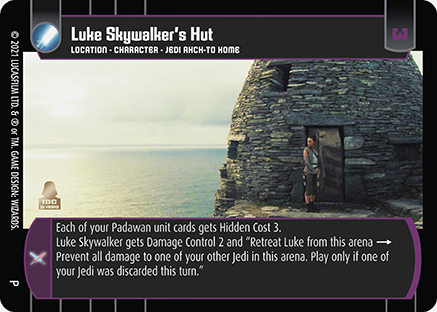 Luke Skywalker's Hut
LOCATION - CHARACTER - JEDI AHCH-TO HOME
© 2021 LUCASFILM LTD. & ® or TM. GAME DESIGN: WIZARDS.
IDC
Each of your Padawan unit cards gets Hidden Cost 3.
Luke Skywalker gets Damage Control 2 and “Retreat Luke from this arena →
Prevent all damage to one of your other Jedi in this arena. Play only if one of
your Jedi was discarded this turn.”
P